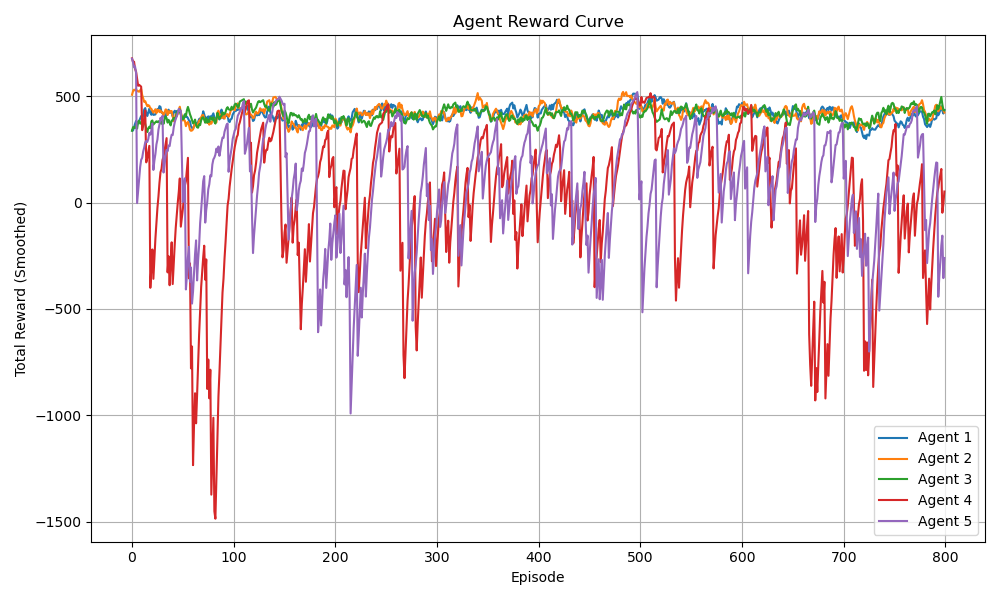 Agent Reward Curve
Total Reward (Smoothed)
500
0
−500
−1000
−1500
0 100 200 300 400 500 600 700 800
Episode
Agent 1
Agent 2
Agent 3
Agent 4
Agent 5